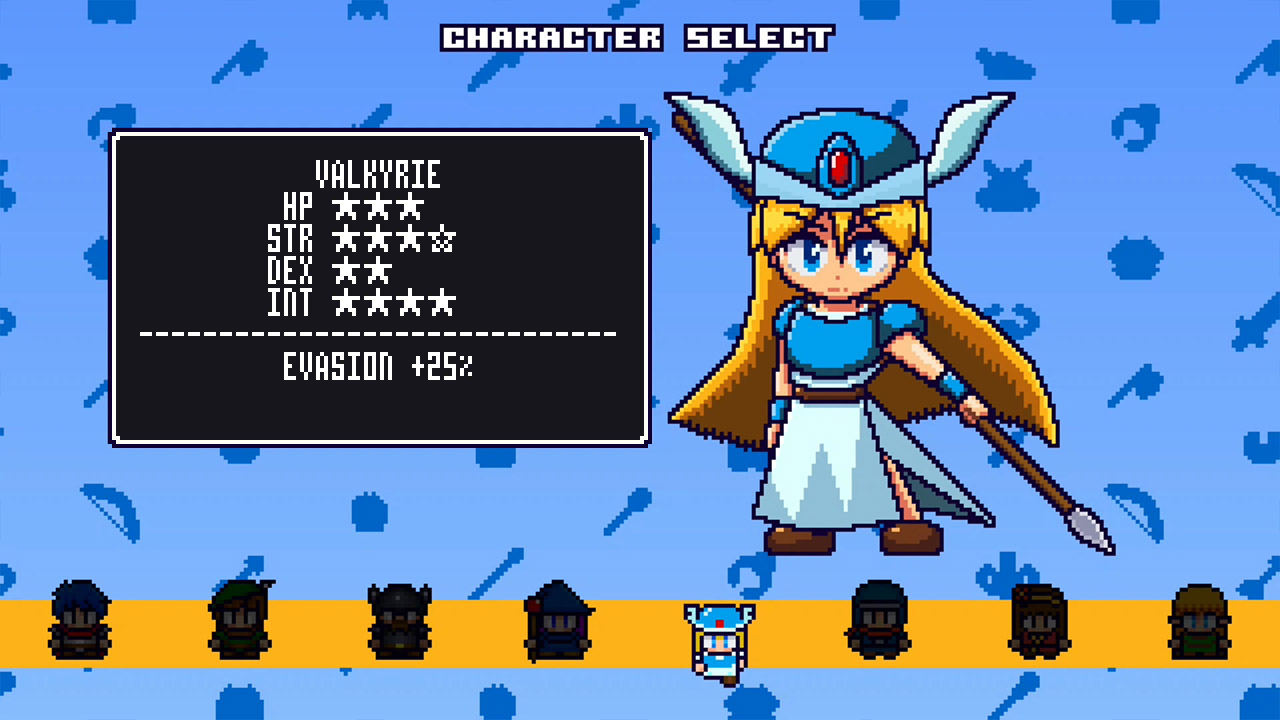 CHARACTER SELECT
VALKYRIE
HP ★★★
STR ★★★☆
DEX ★★
INT ★★★★
------------------------------
EVASION +25%